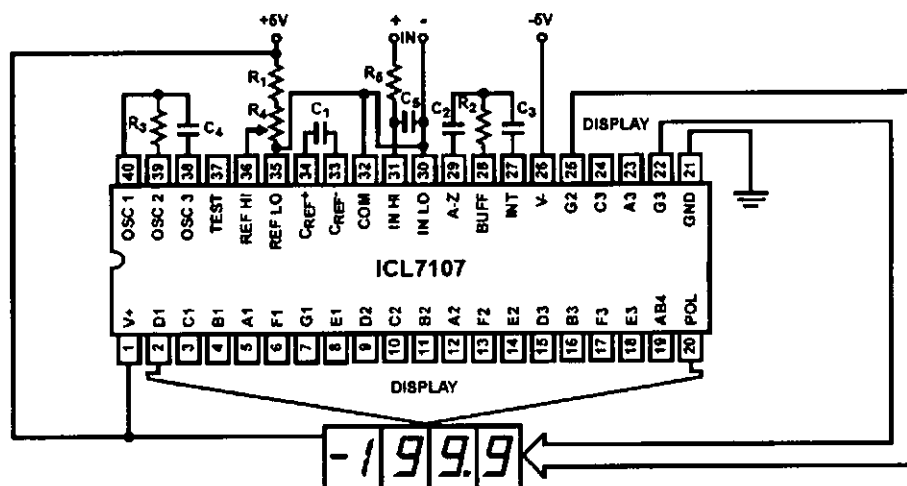 +5V
+
-
IN
-5V
R1
R5
R4
C5
R3
C4
C1
C2
R2
C3
DISPLAY
40 39 38 37 36 35 34 33 32 31 30 29 28 27 26 25 24 23 22 21
OSC 1 OSC 2 OSC 3 TEST REF HI REF LO CREF+ CREF- COM IN HI IN LO A-Z BUFF INT V- G2 C3 A3 G3 GND
ICL7107
V+ D1 C1 B1 A1 F1 G1 E1 D2 C2 B2 A2 F2 E2 D3 B3 F3 E3 AB4 POL
1 2 3 4 5 6 7 8 9 10 11 12 13 14 15 16 17 18 19 20
DISPLAY
-199.9